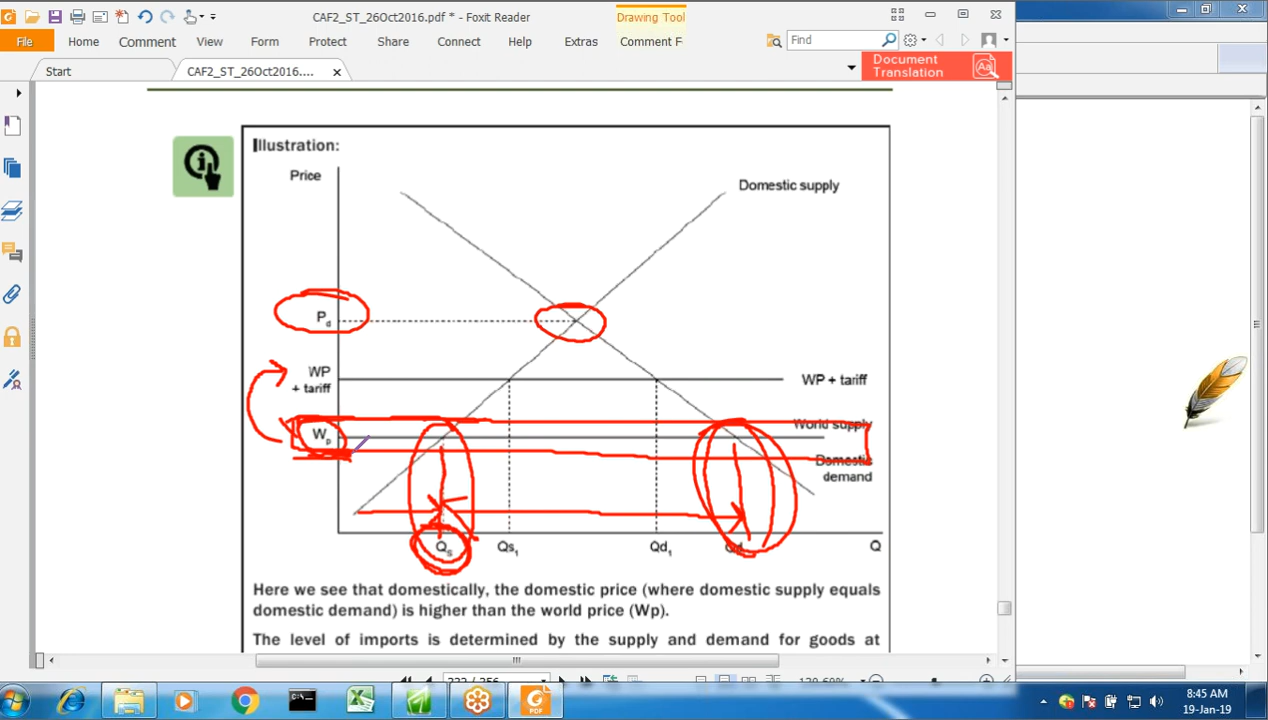 CAF2_ST_26Oct2016.pdf * - Foxit Reader
Drawing Tool
File
Home
Comment
View
Form
Protect
Share
Connect
Help
Extras
Comment F
Find
Start
CAF2_ST_26Oct2016....
Document
Translation
Aa
Illustration:
Price
Domestic supply
Pd
WP
+ tariff
WP + tariff
World supply
Wp
Domestic
demand
Qs
Qs1
Qd1
Qd
Q
Here we see that domestically, the domestic price (where domestic supply equals
domestic demand) is higher than the world price (Wp).
The level of imports is determined by the supply and demand for goods at
PDF
8:45 AM
19-Jan-19